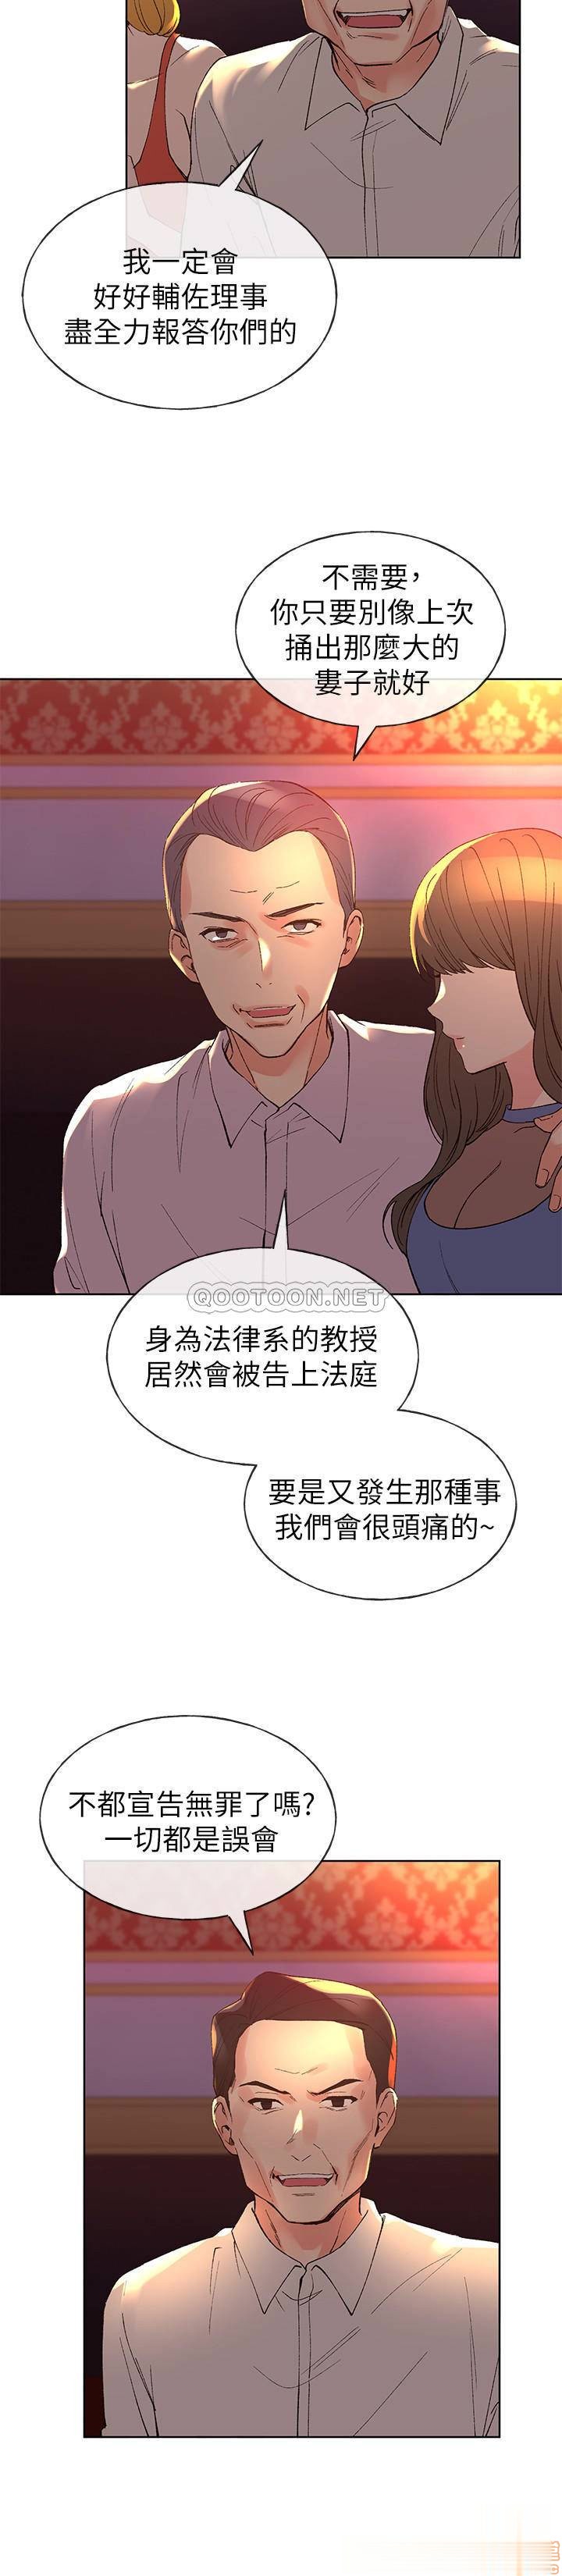 我一定會
好好輔佐理事
盡全力報答你們的
不需要，
你只要別像上次
捅出那麼大的
婁子就好
QOOTOON.NET
身為法律系的教授
居然會被告上法庭
要是又發生那種事
我們會很頭痛的~
不都宣告無罪了嗎?
一切都是誤會